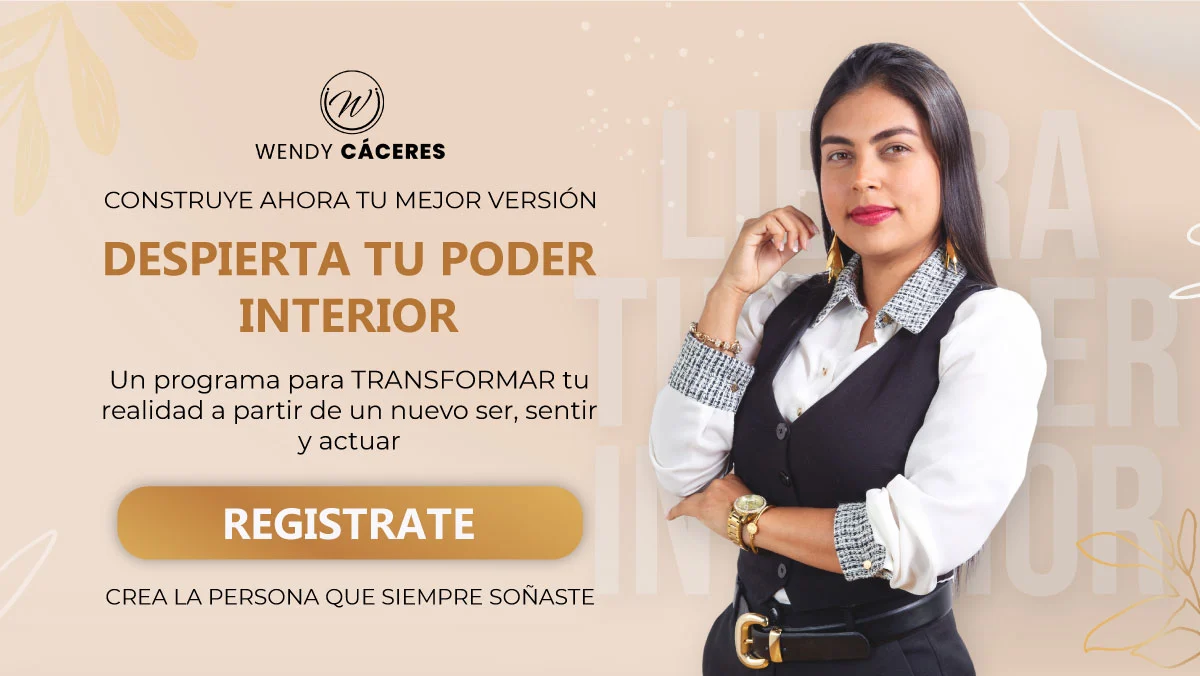 W
WENDY CÁCERES
CONSTRUYE AHORA TU MEJOR VERSIÓN
DESPIERTA TU PODER
INTERIOR
Un programa para TRANSFORMAR tu
realidad a partir de un nuevo ser, sentir
y actuar
REGISTRATE
CREA LA PERSONA QUE SIEMPRE SOÑASTE